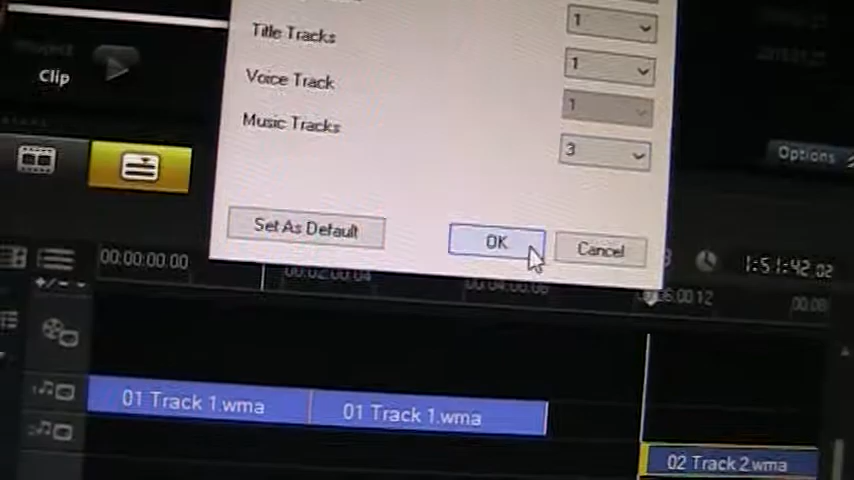 1
Title Tracks
1
Voice Track
1
Music Tracks
3
Clip
Options
Set As Default
OK
Cancel
00:00:00.00
1:51:42.02
+/-
01 Track 1.wma
01 Track 1.wma
02 Track 2.wma